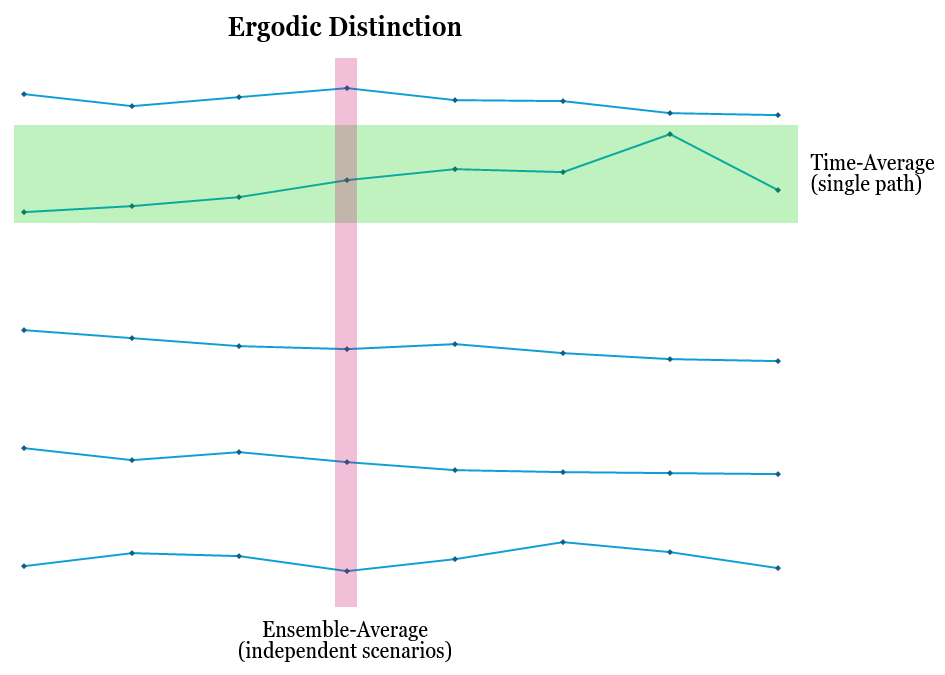 Ergodic Distinction
Time-Average
(single path)
Ensemble-Average
(independent scenarios)